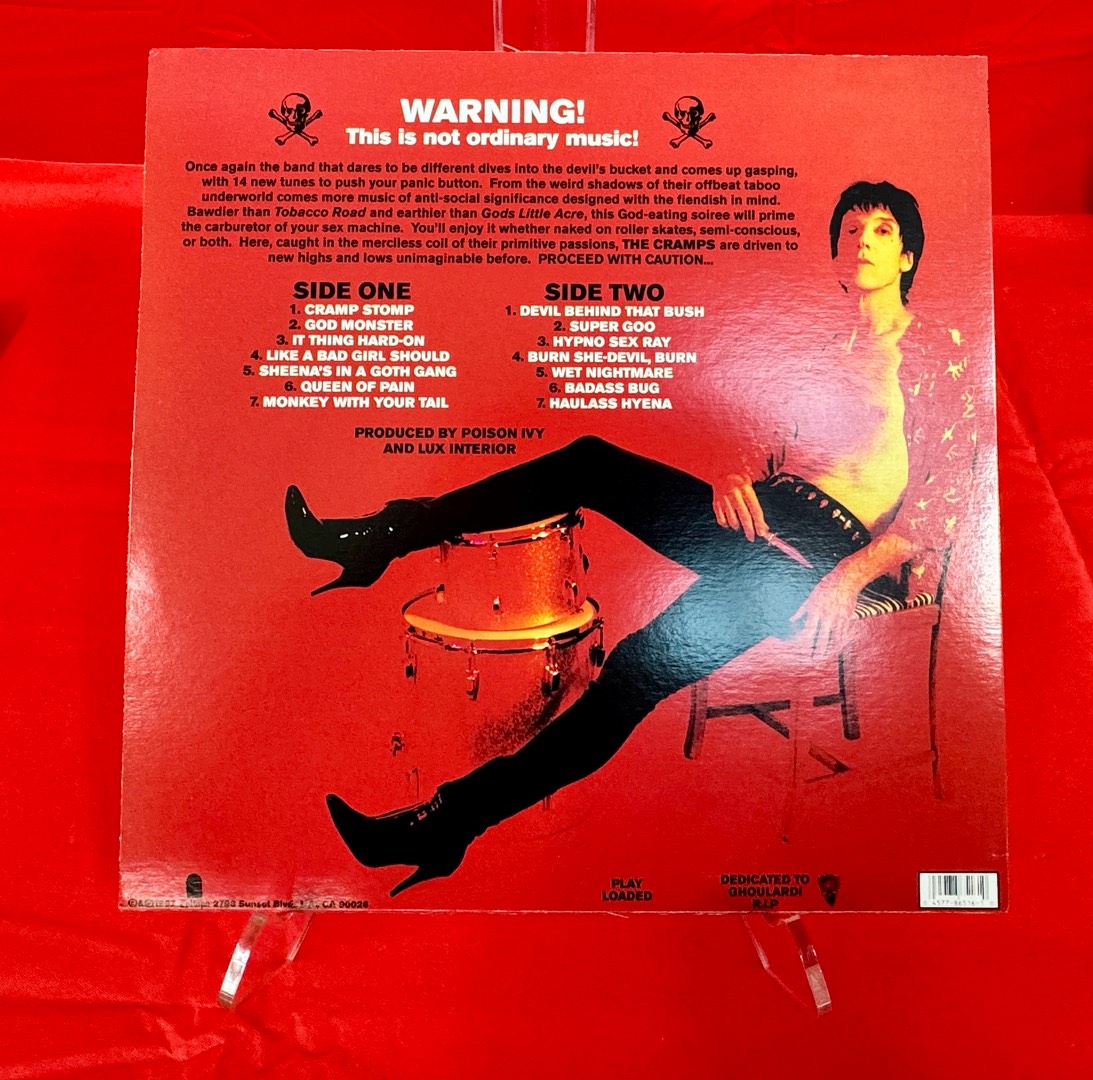 WARNING!
This is not ordinary music!
Once again the band that dares to be different dives into the devil's bucket and comes up gasping,
with 14 new tunes to push your panic button. From the weird shadows of their offbeat taboo
underworld comes more music of anti-social significance designed with the fiendish in mind.
Bawdier than Tobacco Road and earthier than Gods Little Acre, this God-eating soiree will prime
the carburetor of your sex machine. You'll enjoy it whether naked on roller skates, semi-conscious,
or both. Here, caught in the merciless coil of their primitive passions, THE CRAMPS are driven to
new highs and lows unimaginable before. PROCEED WITH CAUTION...
SIDE ONE
1. CRAMP STOMP
2. GOD MONSTER
3. IT THING HARD-ON
4. LIKE A BAD GIRL SHOULD
5. SHEENA'S IN A GOTH GANG
6. QUEEN OF PAIN
7. MONKEY WITH YOUR TAIL
SIDE TWO
1. DEVIL BEHIND THAT BUSH
2. SUPER GOO
3. HYPNO SEX RAY
4. BURN SHE-DEVIL, BURN
5. WET NIGHTMARE
6. BADASS BUG
7. HAULASS HYENA
PRODUCED BY POISON IVY
AND LUX INTERIOR
PLAY
LOADED
DEDICATED TO
GHOULARDI
R.I.P
2798 Sunset Blvd. CA 90026